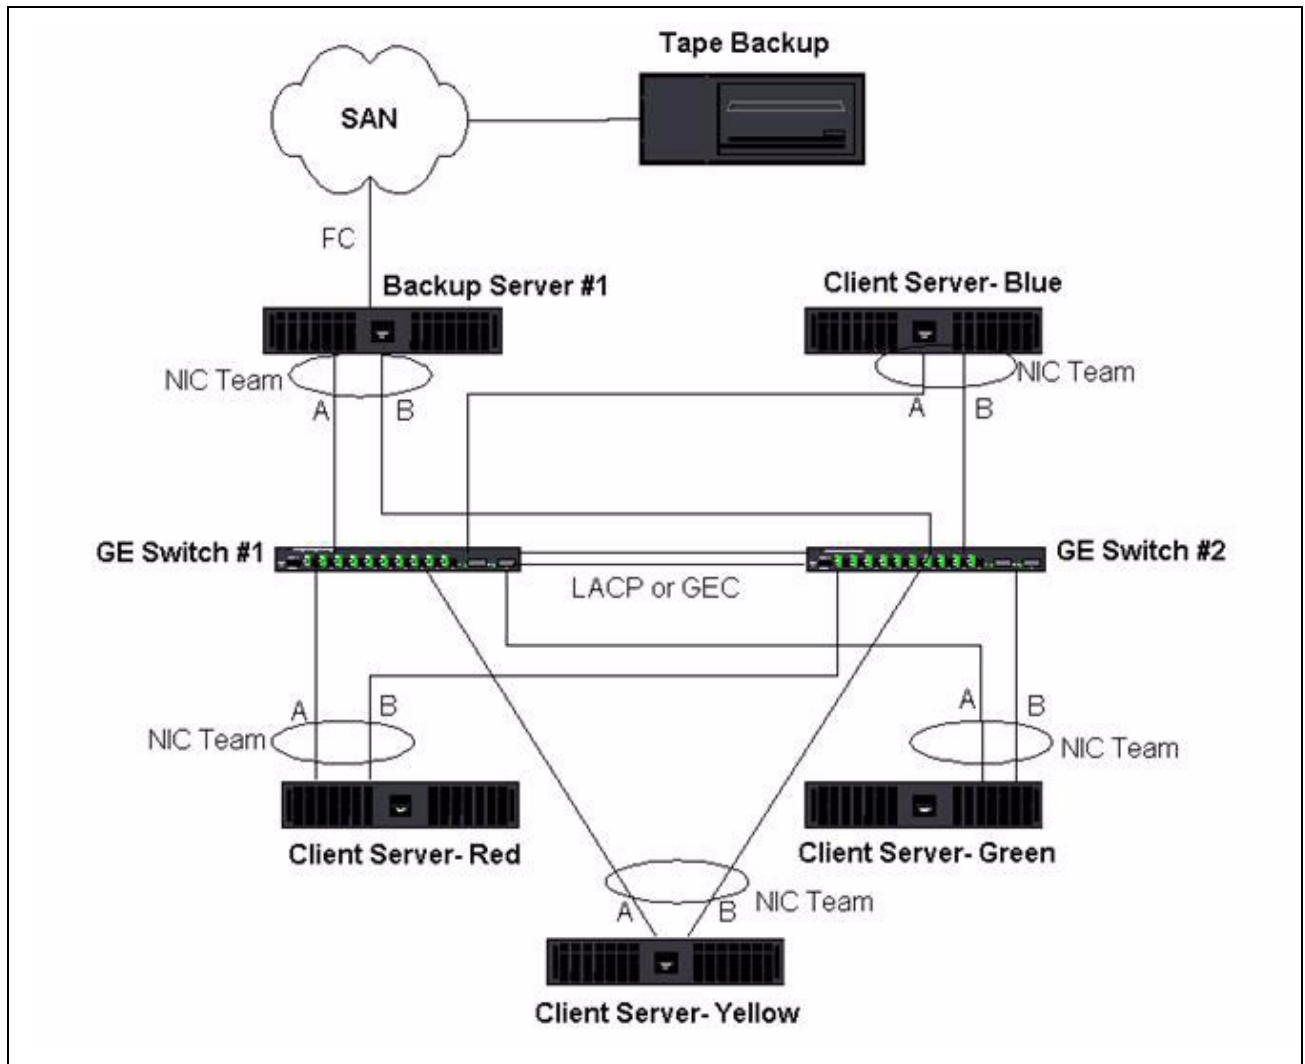 Tape Backup
SAN
FC
Backup Server #1
Client Server- Blue
NIC Team
A
B
NIC Team
A
B
GE Switch #1
GE Switch #2
LACP or GEC
NIC Team
A
B
A
B
NIC Team
Client Server- Red
Client Server- Green
A
B
NIC Team
Client Server- Yellow